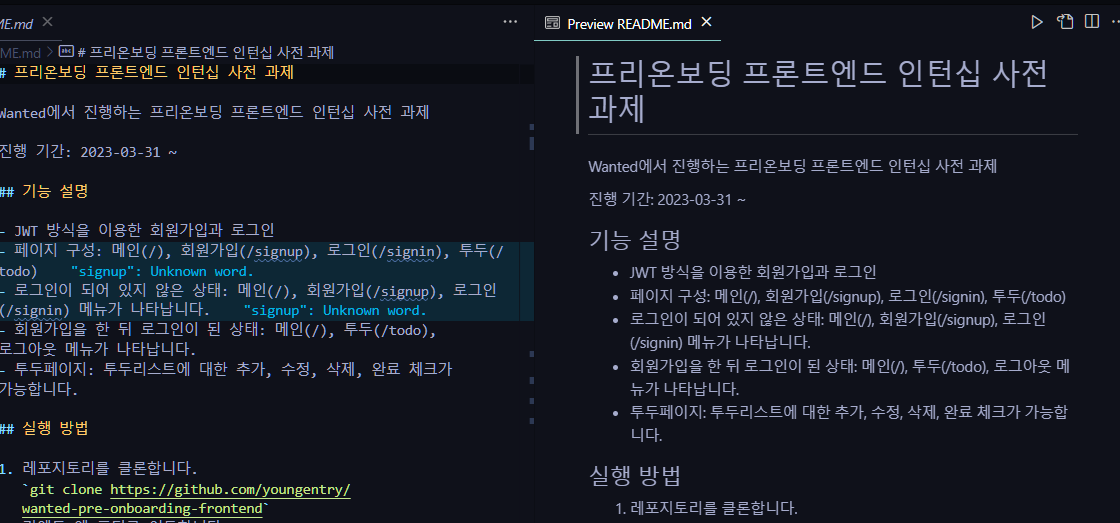 ME.md
ME.md > # 프리온보딩 프론트엔드 인턴십 사전 과제
# 프리온보딩 프론트엔드 인턴십 사전 과제
Wanted에서 진행하는 프리온보딩 프론트엔드 인턴십 사전 과제
진행 기간: 2023-03-31 ~
## 기능 설명
- JWT 방식을 이용한 회원가입과 로그인
- 페이지 구성: 메인(/), 회원가입(/signup), 로그인(/signin), 투두(/
todo) "signup": Unknown word.
- 로그인이 되어 있지 않은 상태: 메인(/), 회원가입(/signup), 로그인
(/signin) 메뉴가 나타납니다. "signup": Unknown word.
- 회원가입을 한 뒤 로그인이 된 상태: 메인(/), 투두(/todo),
로그아웃 메뉴가 나타납니다.
- 투두페이지: 투두리스트에 대한 추가, 수정, 삭제, 완료 체크가
가능합니다.
## 실행 방법
1. 레포지토리를 클론합니다.
`git clone https://github.com/youngentry/
wanted-pre-onboarding-frontend`
Preview README.md
프리온보딩 프론트엔드 인턴십 사전
과제
Wanted에서 진행하는 프리온보딩 프론트엔드 인턴십 사전 과제
진행 기간: 2023-03-31 ~
기능 설명
• JWT 방식을 이용한 회원가입과 로그인
• 페이지 구성: 메인(/), 회원가입(/signup), 로그인(/signin), 투두(/todo)
• 로그인이 되어 있지 않은 상태: 메인(/), 회원가입(/signup), 로그인
(/signin) 메뉴가 나타납니다.
• 회원가입을 한 뒤 로그인이 된 상태: 메인(/), 투두(/todo), 로그아웃 메
뉴가 나타납니다.
• 투두페이지: 투두리스트에 대한 추가, 수정, 삭제, 완료 체크가 가능합
니다.
실행 방법
1. 레포지토리를 클론합니다.